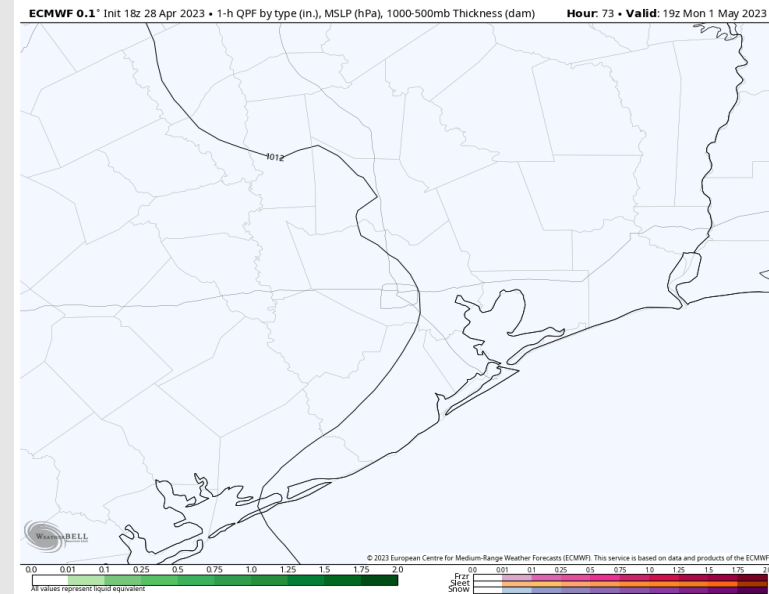 ECMWF 0.1° Init 18z 28 Apr 2023 • 1-h QPF by type (in.), MSLP (hPa), 1000-500mb Thickness (dam) Hour: 73 • Valid: 19z Mon 1 May 2023
1012
WeatherBELL
© 2023 European Centre for Medium-Range Weather Forecasts (ECMWF). This service is based on data and products of the ECMWF
0.0 0.01 0.1 0.25 0.5 0.75 1.0 1.25 1.5 1.75 2.0
All values represent liquid equivalent
0.0 0.01 0.1 0.25 0.5 0.75 1.0 1.25 1.5 1.75 2.0
Frzr
Sleet
Snow